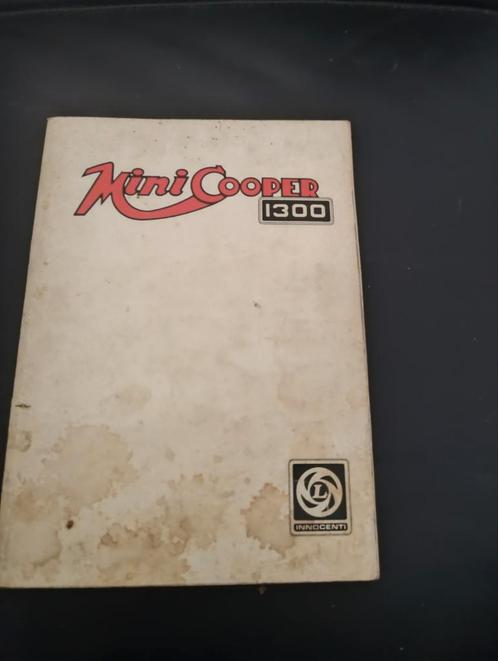 Mini Cooper
1300
L
INNOCENTI